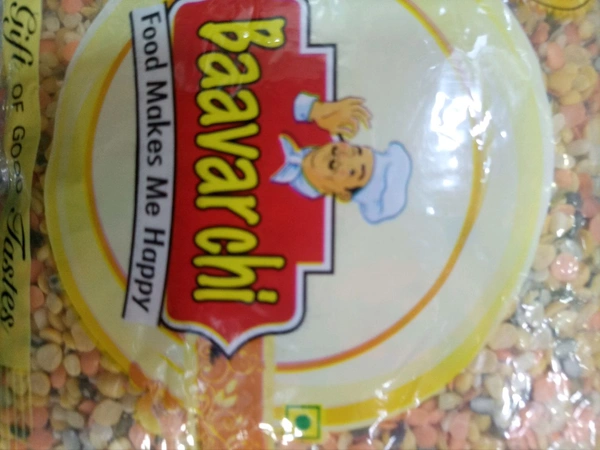 Baavarchi
Food Makes Me Happy
Gift OF GOOD Tastes